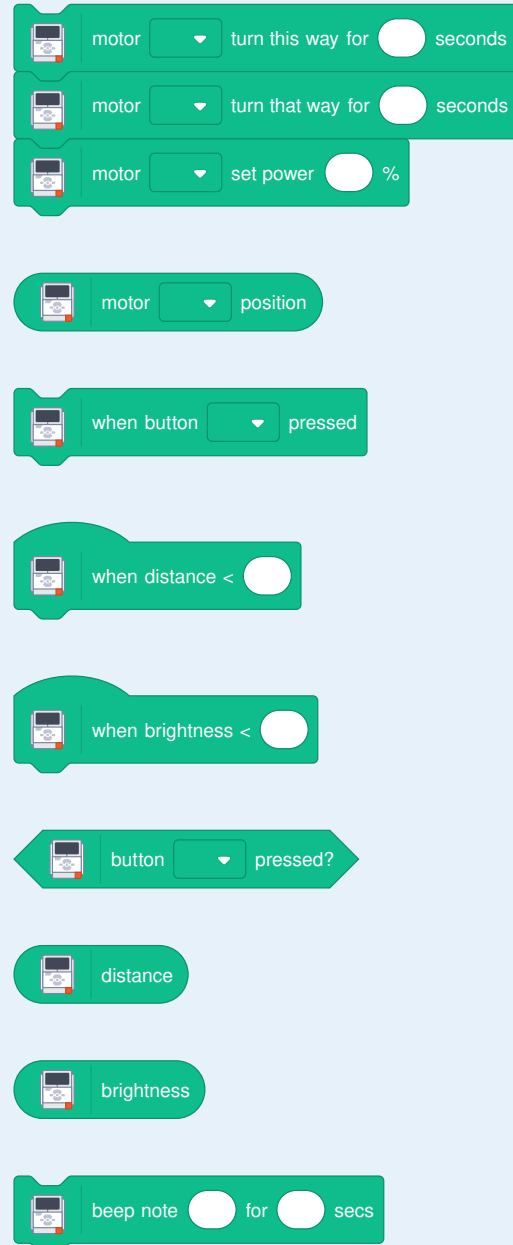 motor turn this way for seconds
motor turn that way for seconds
motor set power %
motor position
when button pressed
when distance <
when brightness <
button pressed?
distance
brightness
beep note for secs